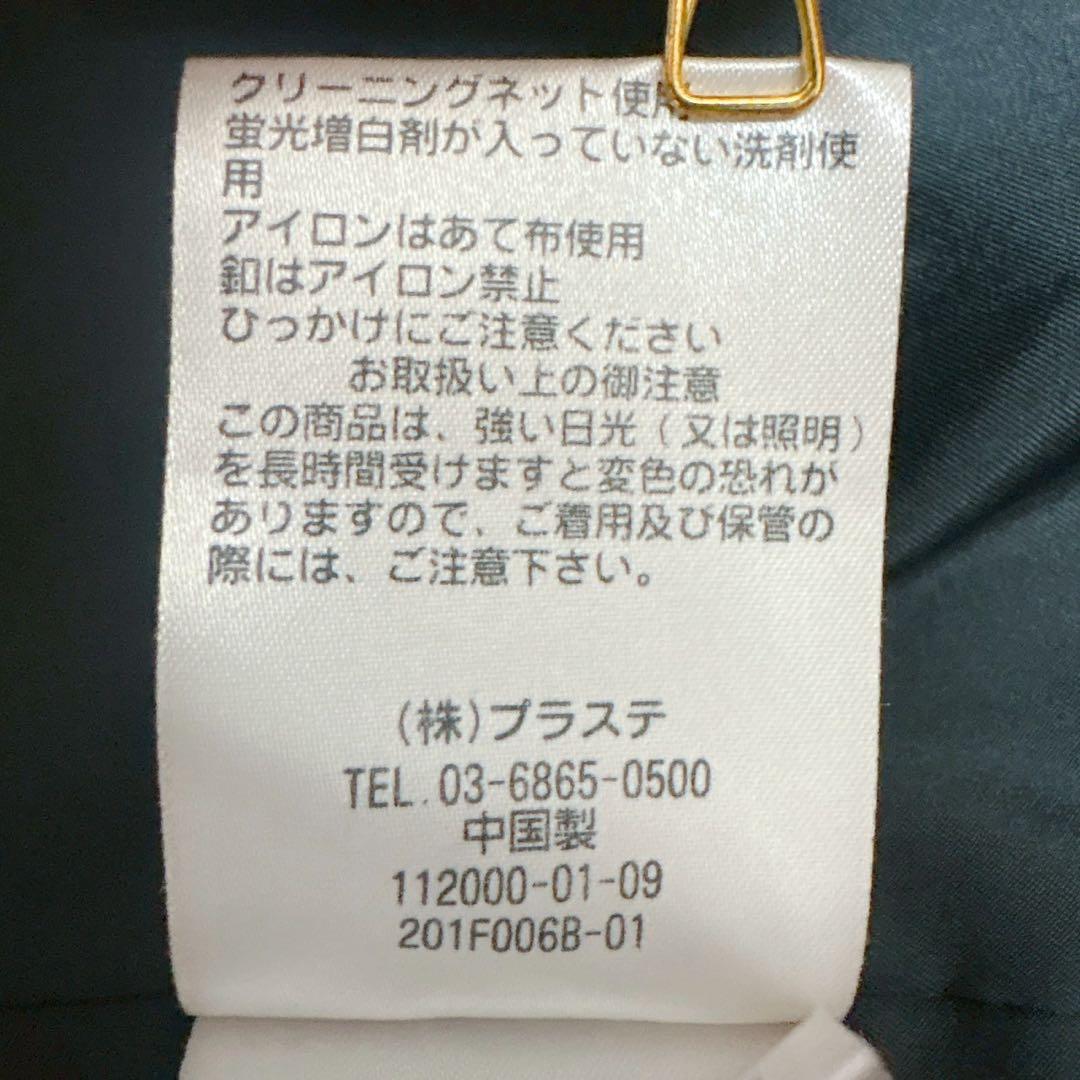 クリーニングネット使用
蛍光増白剤が入っていない洗剤使
用
アイロンはあて布使用
釦はアイロン禁止
ひっかけにご注意ください
お取扱い上の御注意
この商品は、強い日光（又は照明）
を長時間受けますと変色の恐れが
ありますので、ご着用及び保管の
際には、ご注意下さい。
(株)プラステ
TEL.03-6865-0500
中国製
112000-01-09
201F006B-01